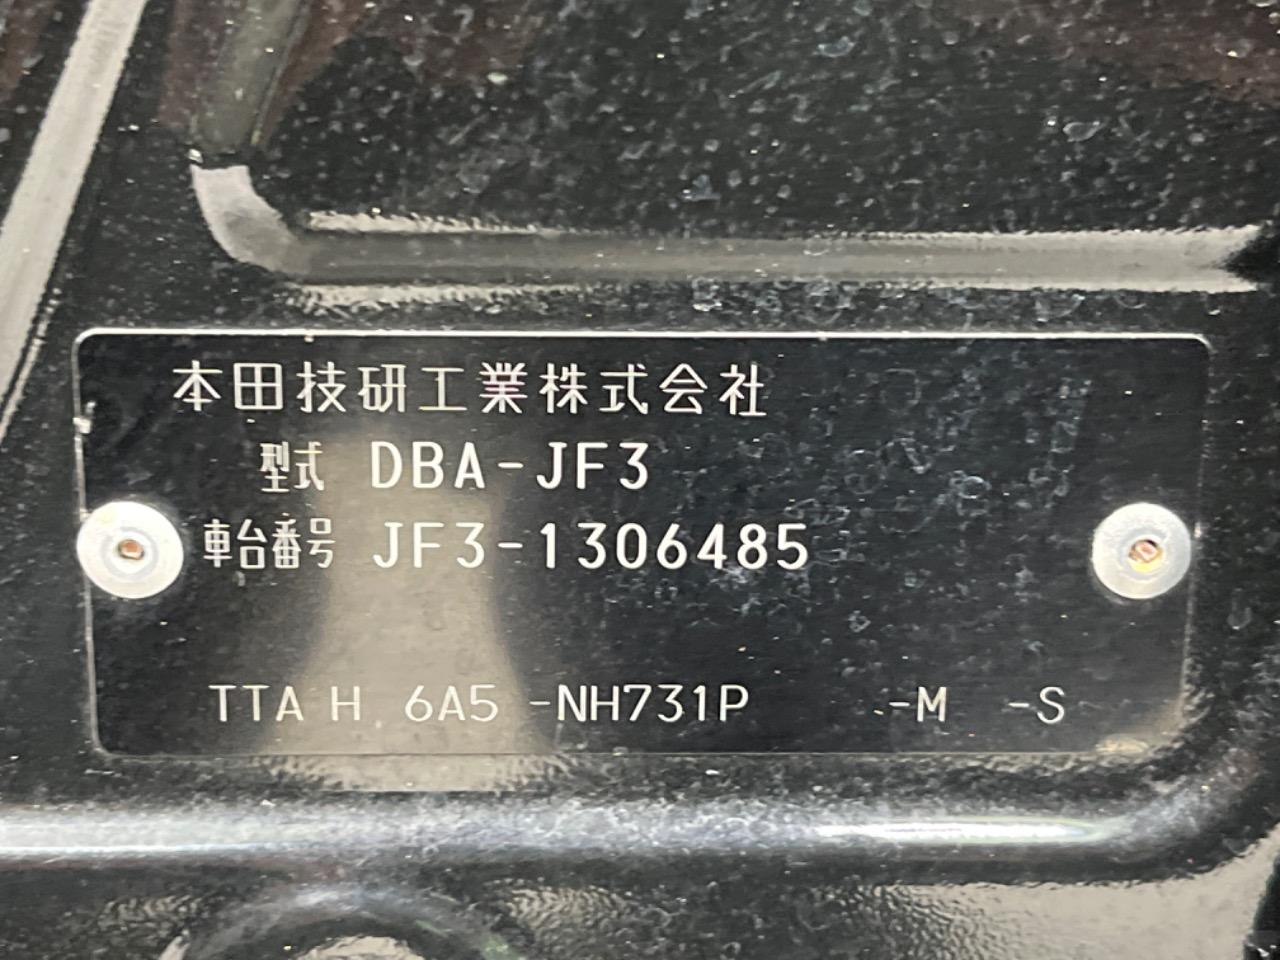 本田技研工業株式会社
型式 DBA-JF3
車台番号 JF3-1306485
TTA H 6A5 -NH731P -M -S